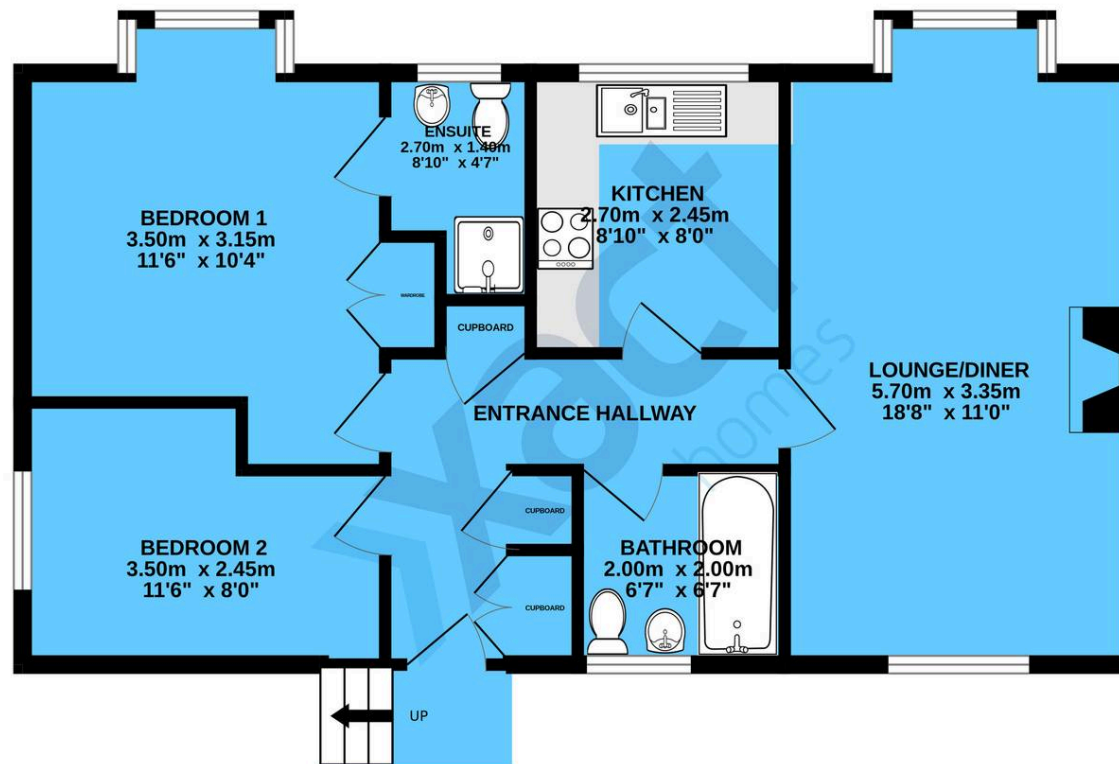 ENSUITE
2.70m x 1.40m
8'10" x 4'7"
KITCHEN
2.70m x 2.45m
8'10" x 8'0"
BEDROOM 1
3.50m x 3.15m
11'6" x 10'4"
WARDROBE
CUPBOARD
LOUNGE/DINER
5.70m x 3.35m
18'8" x 11'0"
ENTRANCE HALLWAY
CUPBOARD
BEDROOM 2
3.50m x 2.45m
11'6" x 8'0"
BATHROOM
2.00m x 2.00m
6'7" x 6'7"
CUPBOARD
UP
xact
homes